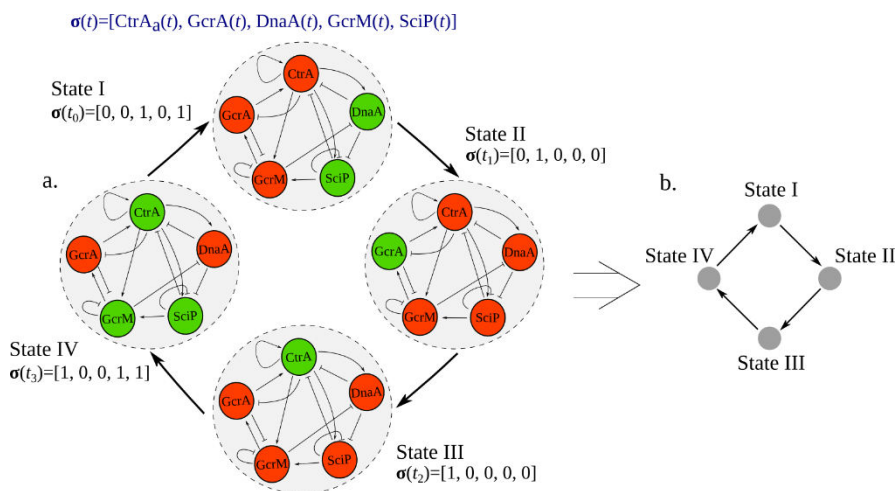 σ(t)=[CtrAₐ(t), GcrA(t), DnaA(t), GcrM(t), SciP(t)]
State I
σ(t₀)=[0, 0, 1, 0, 1]
CtrA
GcrA
DnaA
GcrM
SciP
State II
σ(t₁)=[0, 1, 0, 0, 0]
a.
CtrA
GcrA
DnaA
GcrM
SciP
CtrA
GcrA
DnaA
GcrM
SciP
State IV
σ(t₃)=[1, 0, 0, 1, 1]
CtrA
GcrA
DnaA
GcrM
SciP
State III
σ(t₂)=[1, 0, 0, 0, 0]
b.
State I
State IV
State II
State III